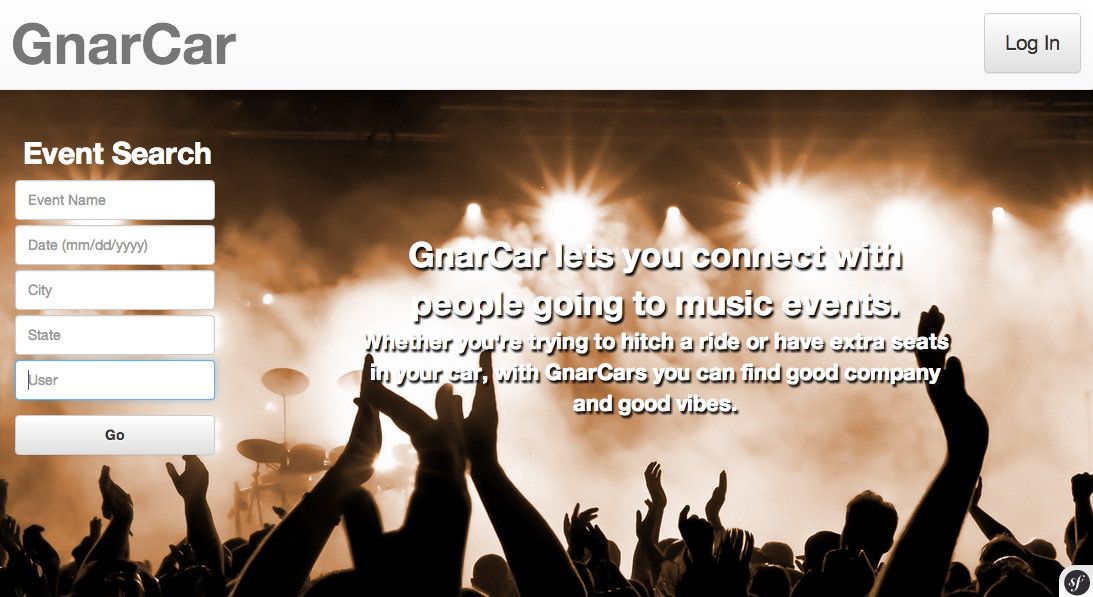 GnarCar
Log In
Event Search
Event Name
Date (mm/dd/yyyy)
City
State
User
Go
GnarCar lets you connect with
people going to music events.
Whether you're trying to hitch a ride or have extra seats
in your car, with GnarCars you can find good company
and good vibes.
sf